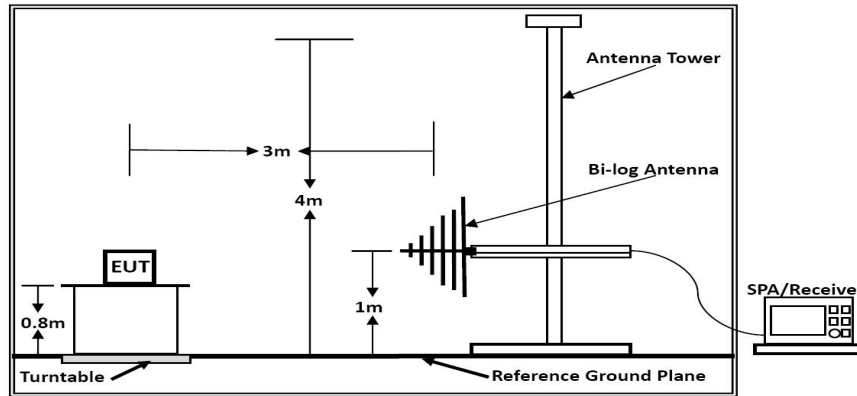 Antenna Tower
3m
Bi-log Antenna
4m
EUT
SPA/Receive
0.8m
1m
Turntable
Reference Ground Plane